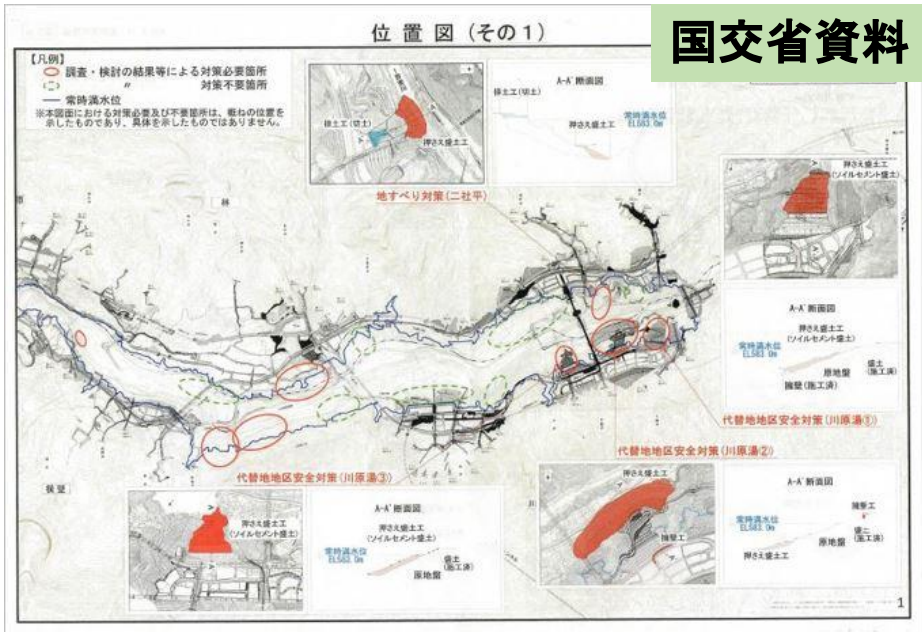 位置図(その1)
国交省資料
【凡例】
調査・検討の結果等による対策必要箇所
〃 対策不要箇所
常時満水位
※本図面における対策必要及び不要箇所は、概ねの位置を
示したものであり、具体を示したものではありません。
排土工(切土)
押さえ盛土工
A-A'断面図
排土工(切土)
押さえ盛土工
常時満水位
EL583.0m
地すべり対策(二社平)
押さえ盛土工
(ソイルセメント盛土)
A-A'断面図
押さえ盛土工
(ソイルセメント盛土)
常時満水位
EL583.0m
原地盤
盛土
(施工済)
擁壁(施工済)
林
代替地地区安全対策(川原湯①)
代替地地区安全対策(川原湯②)
代替地地区安全対策(川原湯③)
押さえ盛土工
(ソイルセメント盛土)
A-A'断面図
押さえ盛土工
(ソイルセメント盛土)
常時満水位
EL583.0m
盛土
(施工済)
原地盤
押さえ盛土工
擁壁工
A-A'断面図
擁壁工
常時満水位
EL583.0m
盛土
(施工済)
原地盤
押さえ盛土工
1